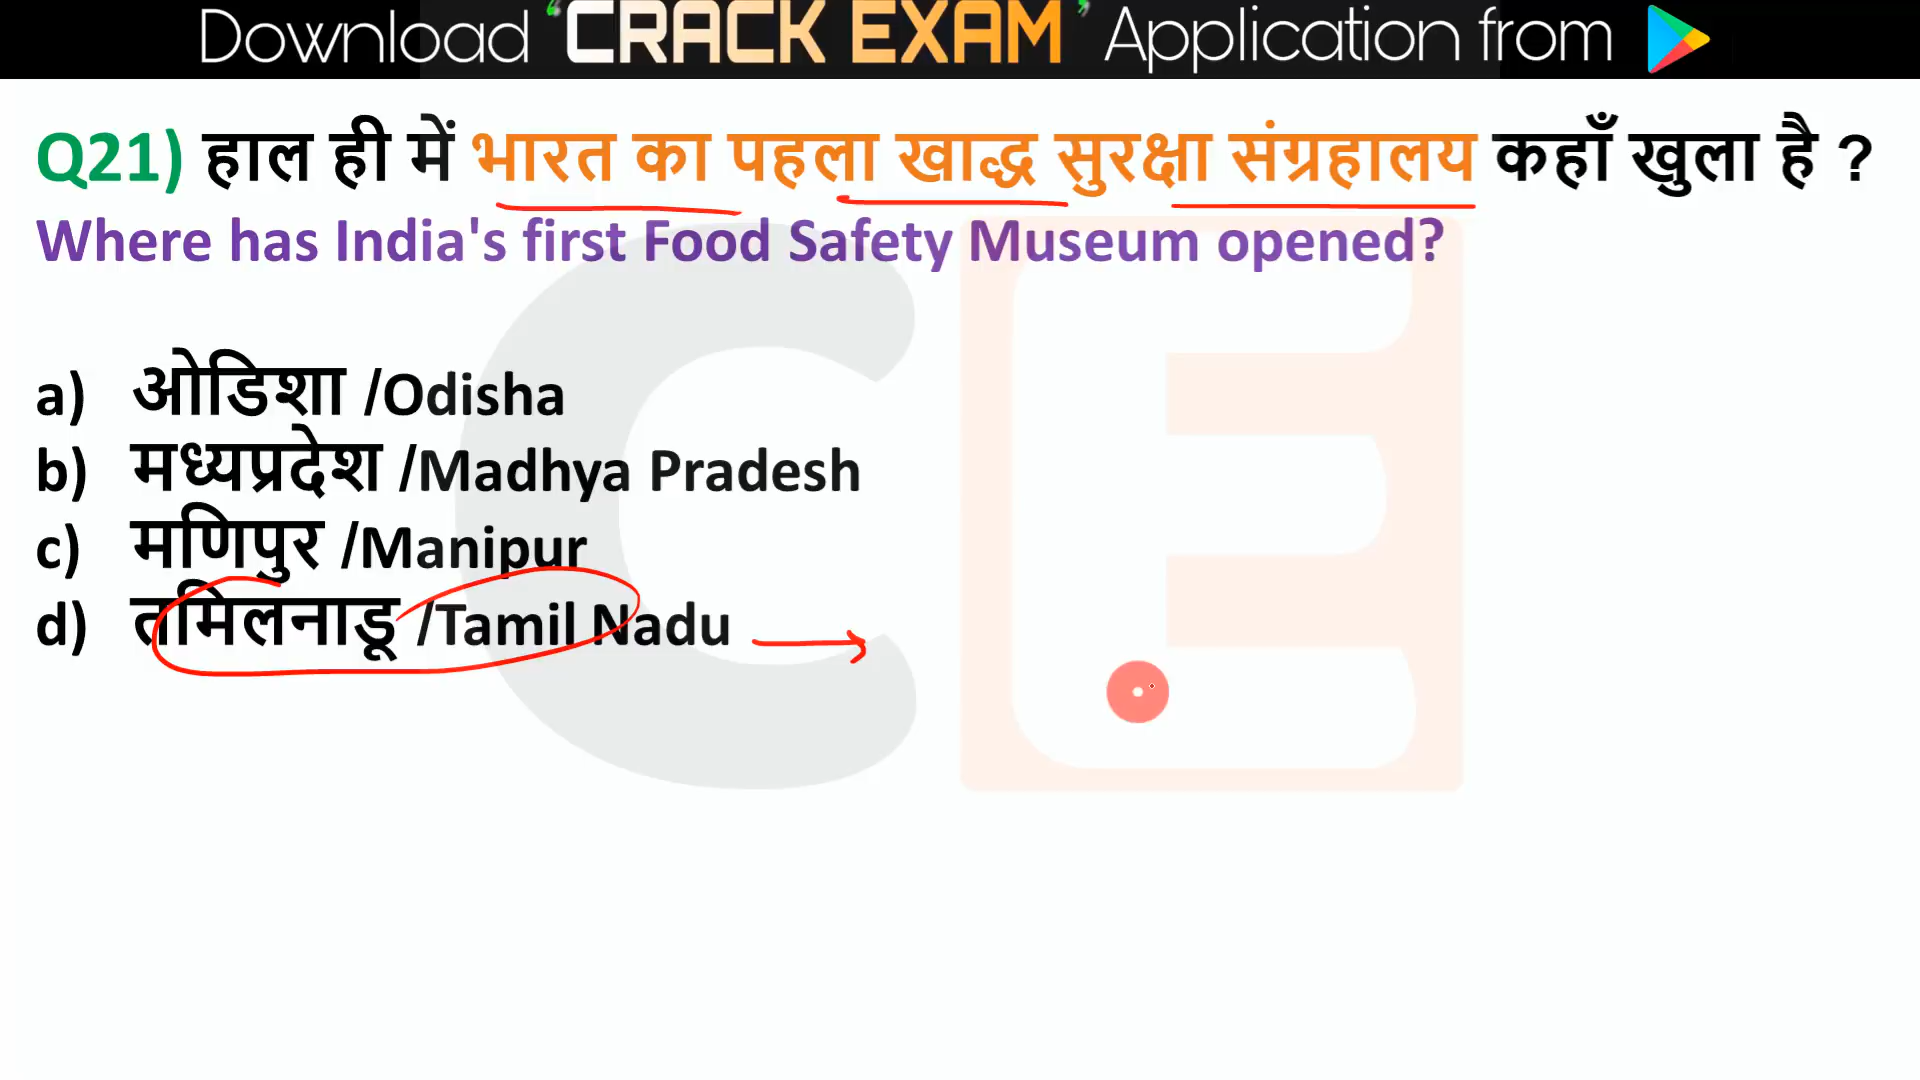 Download 'CRACK EXAM' Application from
Q21) हाल ही में भारत का पहला खाद्ध सुरक्षा संग्रहालय कहाँ खुला है ?
Where has India's first Food Safety Museum opened?
a) ओडिशा /Odisha
b) मध्यप्रदेश /Madhya Pradesh
c) मणिपुर /Manipur
d) तमिलनाडू /Tamil Nadu
CE